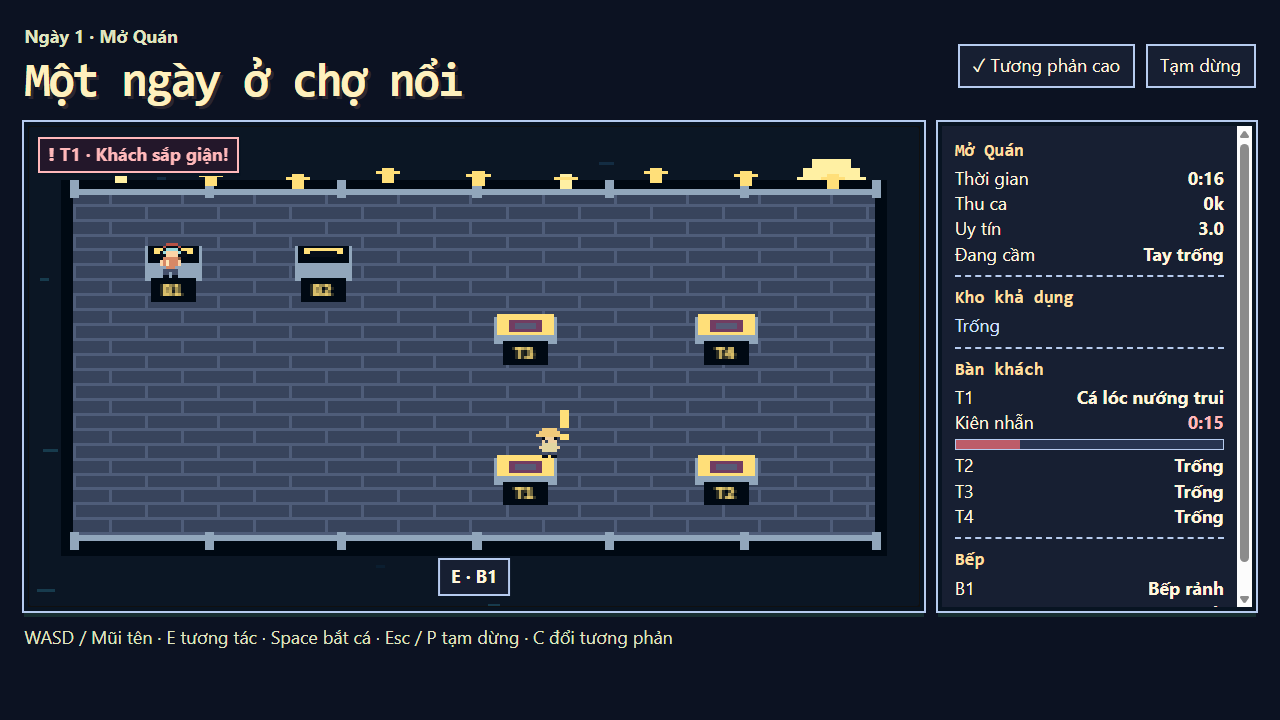 Ngày 1 · Mở Quán
Một ngày ở chợ nổi
✓ Tương phản cao
Tạm dừng
! T1 · Khách sắp giận!
T3
T4
T1
T2
E · B1
Mở Quán
Thời gian 0:16
Thu ca 0k
Uy tín 3.0
Đang cầm Tay trống
Kho khả dụng
Trống
Bàn khách
T1 Cá lóc nướng trui
Kiên nhẫn 0:15
T2 Trống
T3 Trống
T4 Trống
Bếp
B1 Bếp rảnh
WASD / Mũi tên · E tương tác · Space bắt cá · Esc / P tạm dừng · C đổi tương phản